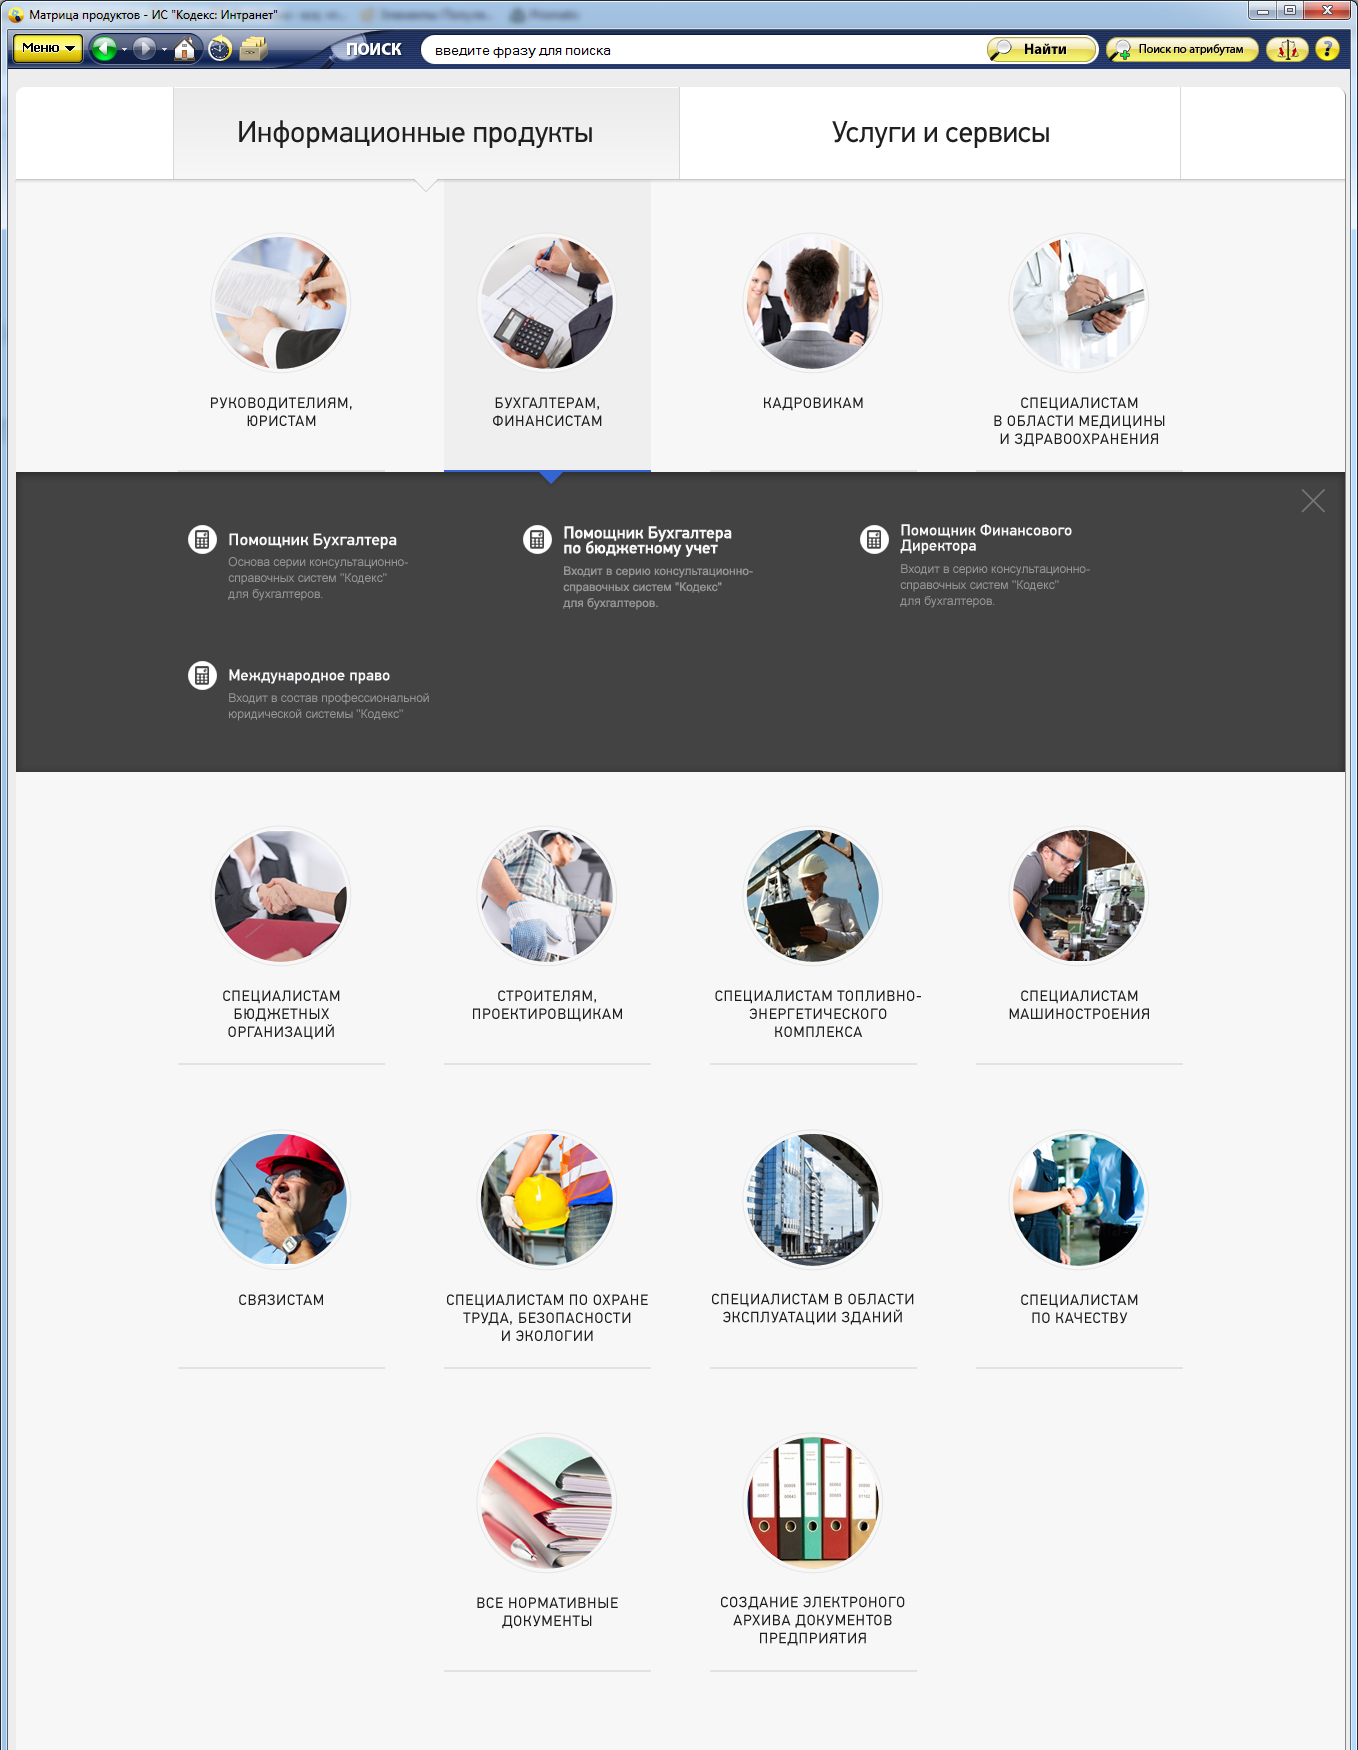 Матрица продуктов - ИС "Кодекс: Интранет"
Меню
ПОИСК
введите фразу для поиска
Найти
Поиск по атрибутам
?
Информационные продукты
Услуги и сервисы
РУКОВОДИТЕЛИЯМ,
ЮРИСТАМ
БУХГАЛТЕРАМ,
ФИНАНСИСТАМ
КАДРОВИКАМ
СПЕЦИАЛИСТАМ
В ОБЛАСТИ МЕДИЦИНЫ
И ЗДРАВООХРАНЕНИЯ
Помощник Бухгалтера
Основа серии консультационно-
справочных систем "Кодекс"
для бухгалтеров.
Помощник Бухгалтера
по бюджетному учет
Входит в серию консультационно-
справочных систем "Кодекс"
для бухгалтеров.
Помощник Финансового
Директора
Входит в серию консультационно-
справочных систем "Кодекс"
для бухгалтеров.
Международное право
Входит в состав профессиональной
юридической системы "Кодекс"
СПЕЦИАЛИСТАМ
БЮДЖЕТНЫХ
ОРГАНИЗАЦИЙ
СТРОИТЕЛЯМ,
ПРОЕКТИРОВЩИКАМ
СПЕЦИАЛИСТАМ ТОПЛИВНО-
ЭНЕРГЕТИЧЕСКОГО
КОМПЛЕКСА
СПЕЦИАЛИСТАМ
МАШИНОСТРОЕНИЯ
СВЯЗИСТАМ
СПЕЦИАЛИСТАМ ПО ОХРАНЕ
ТРУДА, БЕЗОПАСНОСТИ
И ЭКОЛОГИИ
СПЕЦИАЛИСТАМ В ОБЛАСТИ
ЭКСПЛУАТАЦИИ ЗДАНИЙ
СПЕЦИАЛИСТАМ
ПО КАЧЕСТВУ
ВСЕ НОРМАТИВНЫЕ
ДОКУМЕНТЫ
СОЗДАНИЕ ЭЛЕКТРОНОГО
АРХИВА ДОКУМЕНТОВ
ПРЕДПРИЯТИЯ